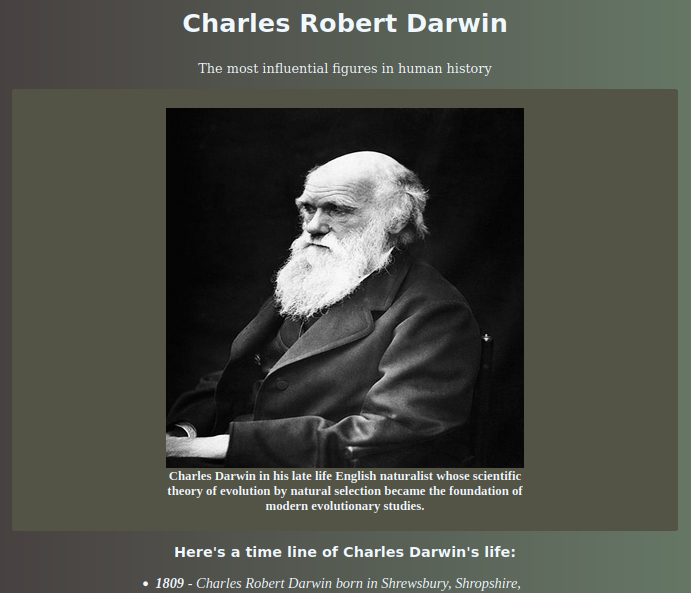 Charles Robert Darwin
The most influential figures in human history
Charles Darwin in his late life English naturalist whose scientific
theory of evolution by natural selection became the foundation of
modern evolutionary studies.
Here's a time line of Charles Darwin's life:
• 1809 - Charles Robert Darwin born in Shrewsbury, Shropshire,